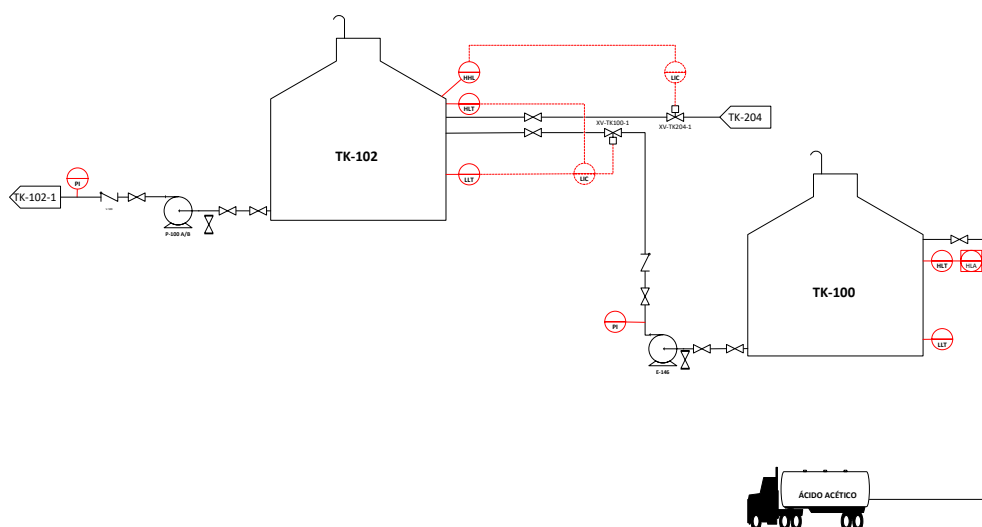 HHL
LIC
HLT
TK-204
XV-TK100-1
XV-TK204-1
TK-102
PI
LLT
LIC
TK-102-1
P-100 A/B
HLT
HLA
TK-100
PI
LLT
E-146
ÁCIDO ACÉTICO